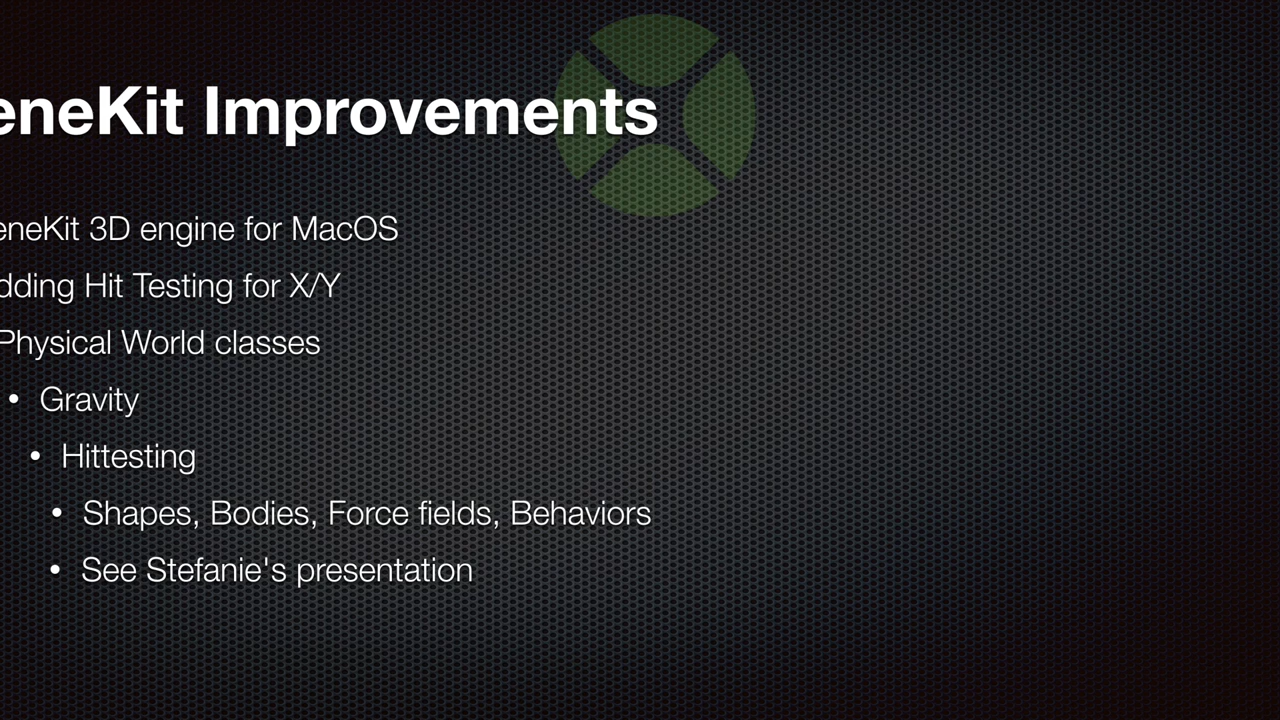 eneKit Improvements
eneKit 3D engine for MacOS
dding Hit Testing for X/Y
Physical World classes
• Gravity
• Hittesting
• Shapes, Bodies, Force fields, Behaviors
• See Stefanie's presentation